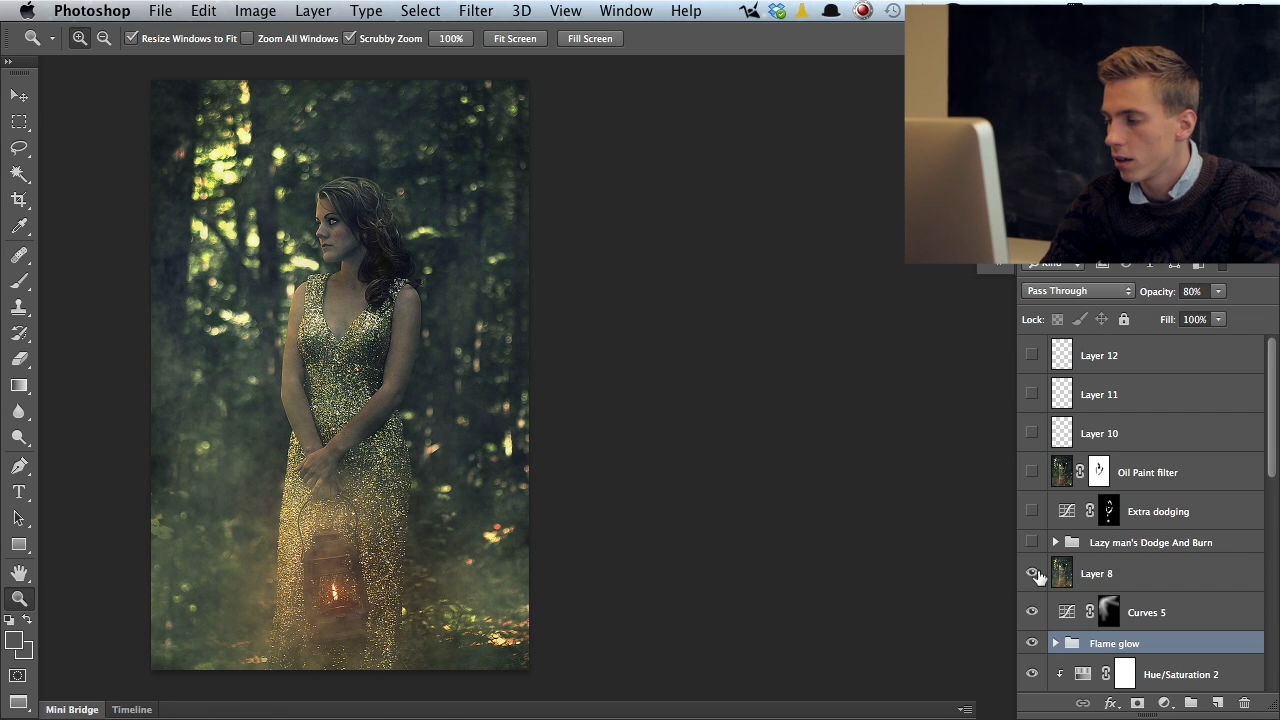 Photoshop File Edit Image Layer Type Select Filter 3D View Window Help
Resize Windows to Fit Zoom All Windows Scrubby Zoom 100% Fit Screen Fill Screen
Kind
Pass Through Opacity: 80%
Lock: Fill: 100%
Layer 12
Layer 11
Layer 10
Oil Paint filter
Extra dodging
Lazy man's Dodge And Burn
Layer 8
Curves 5
Flame glow
Hue/Saturation 2
fx
Mini Bridge Timeline